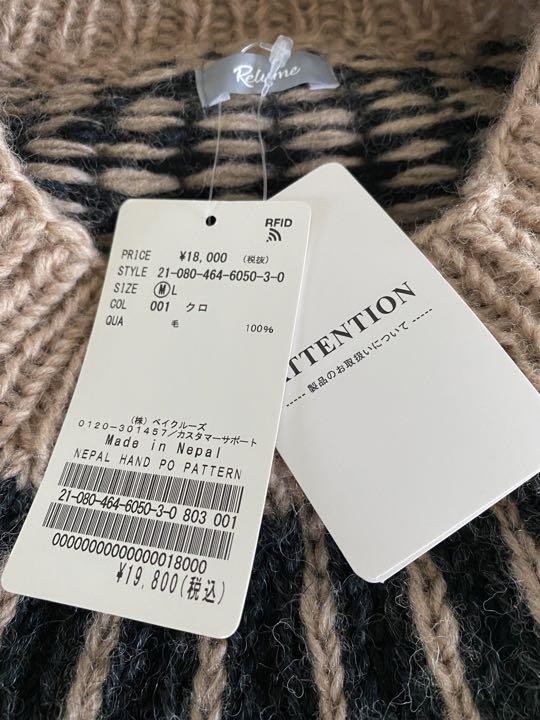 Relume
RFID
PRICE ¥18,000 (税抜)
STYLE 21-080-464-6050-3-0
SIZE Ⓜ L
COL 001 クロ
QUA 毛 100%
(株) ベイクルーズ
0120-301457/カスタマーサポート
Made in Nepal
NEPAL HAND PO PATTERN
21-080-464-6050-3-0 803 001
00000000000000018000
¥19,800(税込)
ATTENTION
----- 製品のお取扱いについて -----